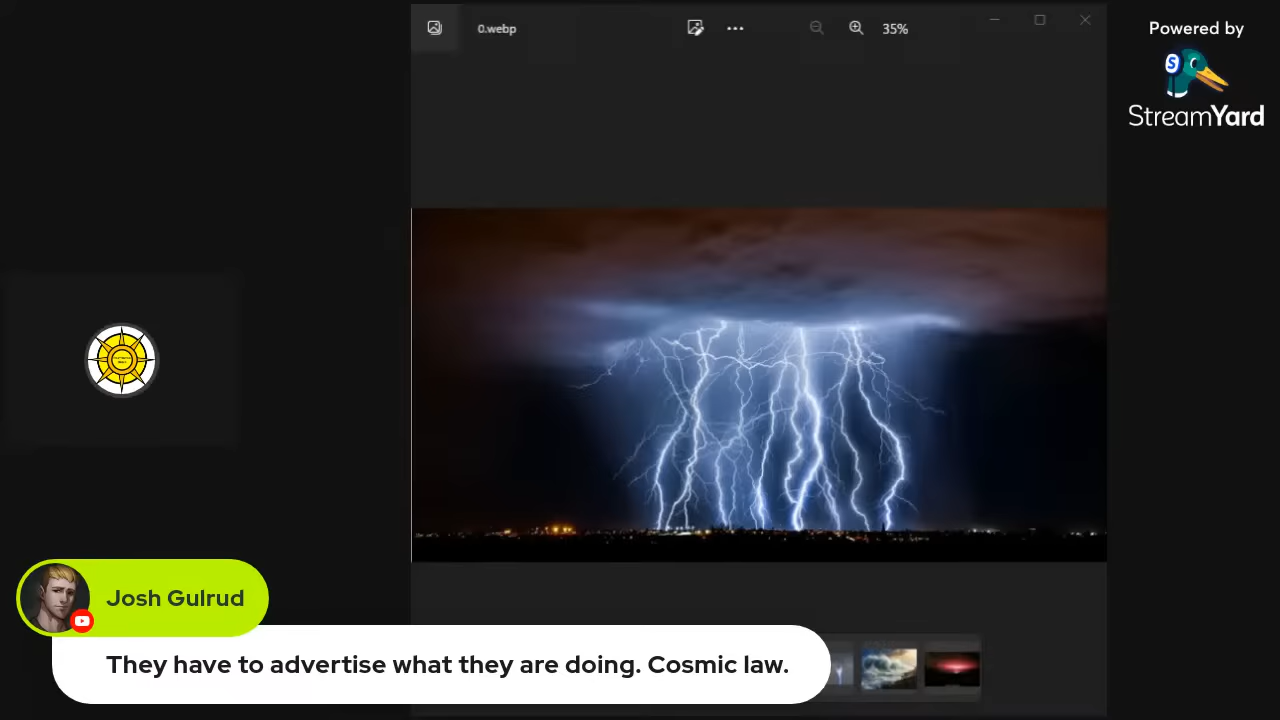 0.webp
35%
Powered by
S
StreamYard
Josh Gulrud
They have to advertise what they are doing. Cosmic law.